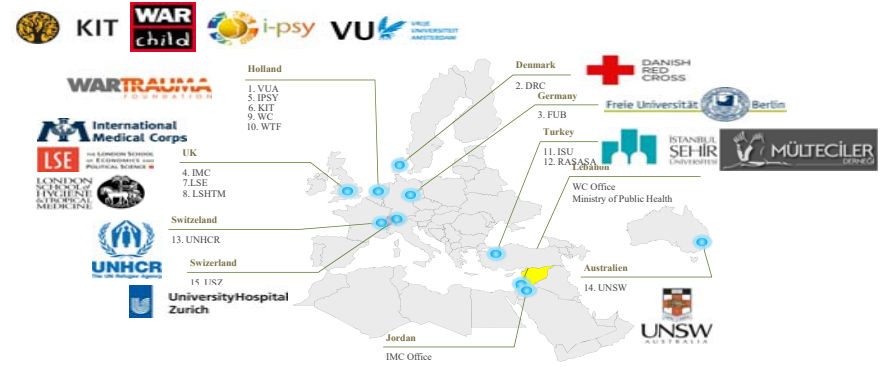 KIT
WAR
child
i-psy
VU
VRIJE
UNIVERSITEIT
AMSTERDAM
WARTRAUMA
FOUNDATION
Holland
1. VUA
5. IPSY
6. KIT
9. WC
10. WTF
Denmark
2. DRC
DANISH
RED
CROSS
Germany
3. FUB
Freie Universität Berlin
Turkey
11. ISU
12. RASASA
İSTANBUL
ŞEHİR
ÜNİVERSİTESİ
MÜLTECİLER
DERNEĞİ
International
Medical Corps
LSE
THE LONDON SCHOOL
OF ECONOMICS AND
POLITICAL SCIENCE
UK
4. IMC
7.LSE
8. LSHTM
LONDON
SCHOOL of
HYGIENE
&TROPICAL
MEDICINE
Lebanon
WC Office
Ministry of Public Health
Switzeland
13. UNHCR
UNHCR
The UN Refugee Agency
Swizerland
15. USZ
UniversityHospital
Zurich
Australien
14. UNSW
UNSW
AUSTRALIA
Jordan
IMC Office